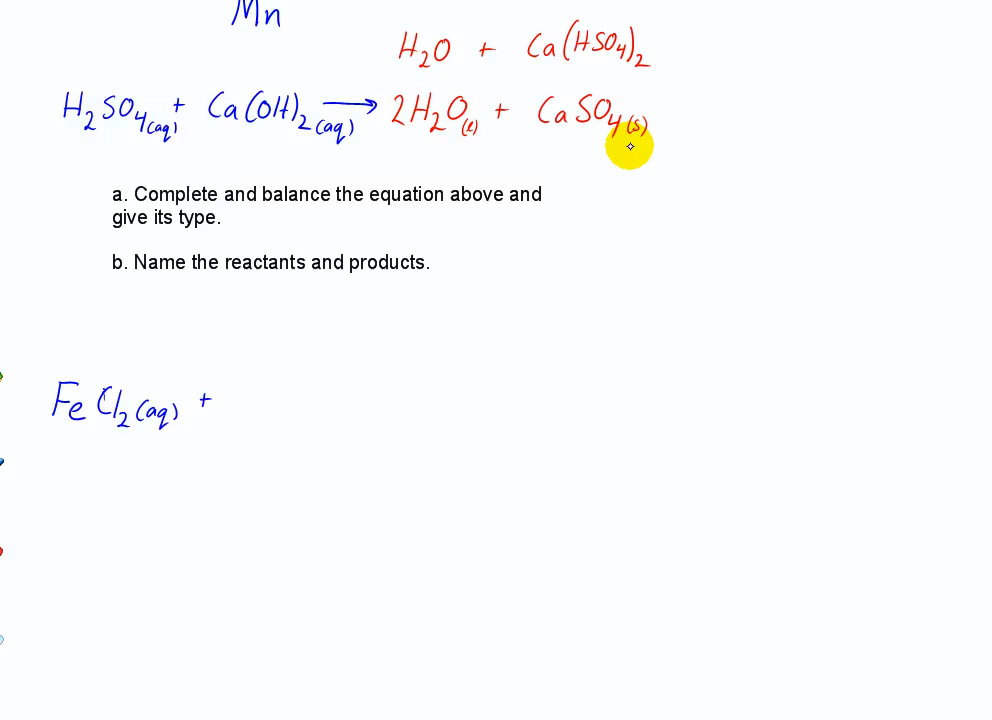 Mn
H₂O + Ca(HSO₄)₂
H₂SO₄(aq) + Ca(OH)₂(aq) ⟶ 2H₂O(l) + CaSO₄(s)
a. Complete and balance the equation above and
give its type.
b. Name the reactants and products.
FeCl₂(aq) +